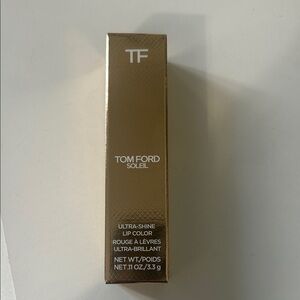 TF
TOM FORD
SOLEIL
ULTRA-SHINE
LIP COLOR
ROUGE À LÈVRES
ULTRA-BRILLANT
NET WT./POIDS
NET .11 OZ./3.3 g